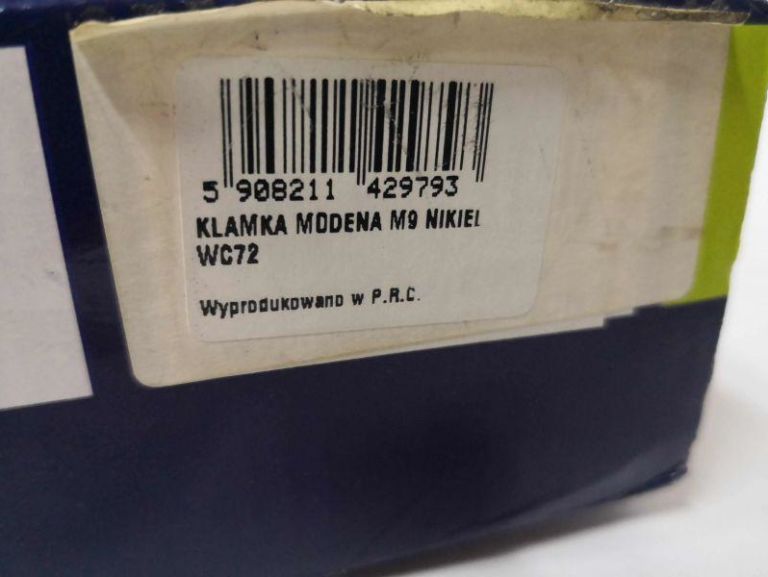 5 908211 429793
KLAMKA MODENA M9 NIKIEL
WC72
Wyprodukowano w P.R.C.